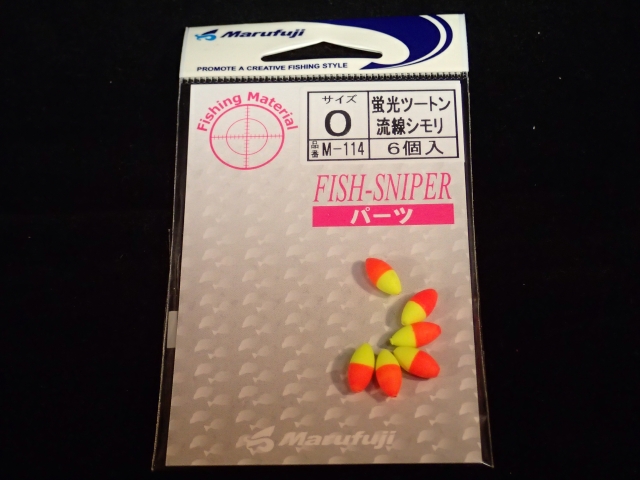 Marufuji
PROMOTE A CREATIVE FISHING STYLE
Fishing Material
サイズ
0
蛍光ツートン
流線シモリ
品番
M-114
6個入
FISH-SNIPER
パーツ
Marufuji